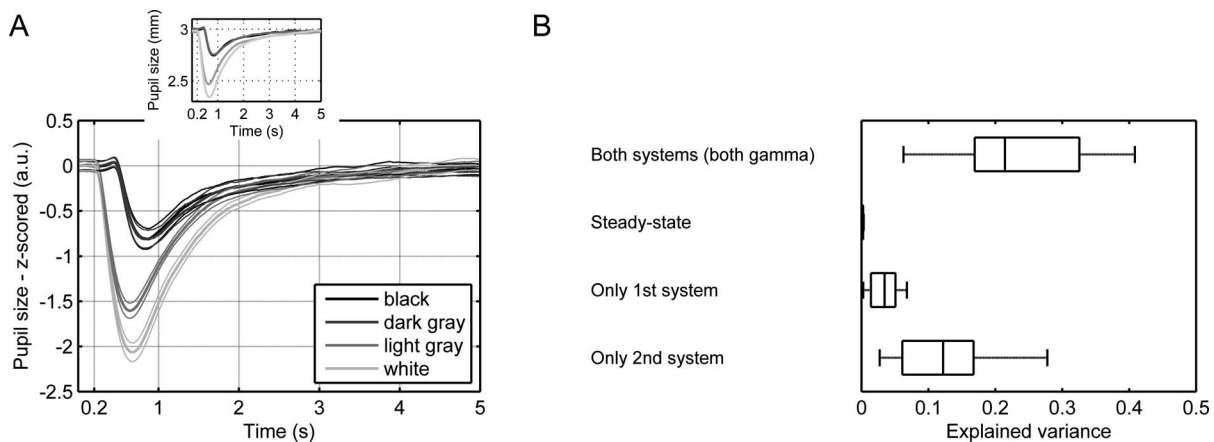 A
Pupil size (mm)
3
2.5
0.2 1 2 3 4 5
Time (s)
Pupil size - z-scored (a.u.)
0.5
0
-0.5
-1
-1.5
-2
-2.5
black
dark gray
light gray
white
0.2 1 2 3 4 5
Time (s)
B
Both systems (both gamma)
Steady-state
Only 1st system
Only 2nd system
0 0.1 0.2 0.3 0.4 0.5
Explained variance